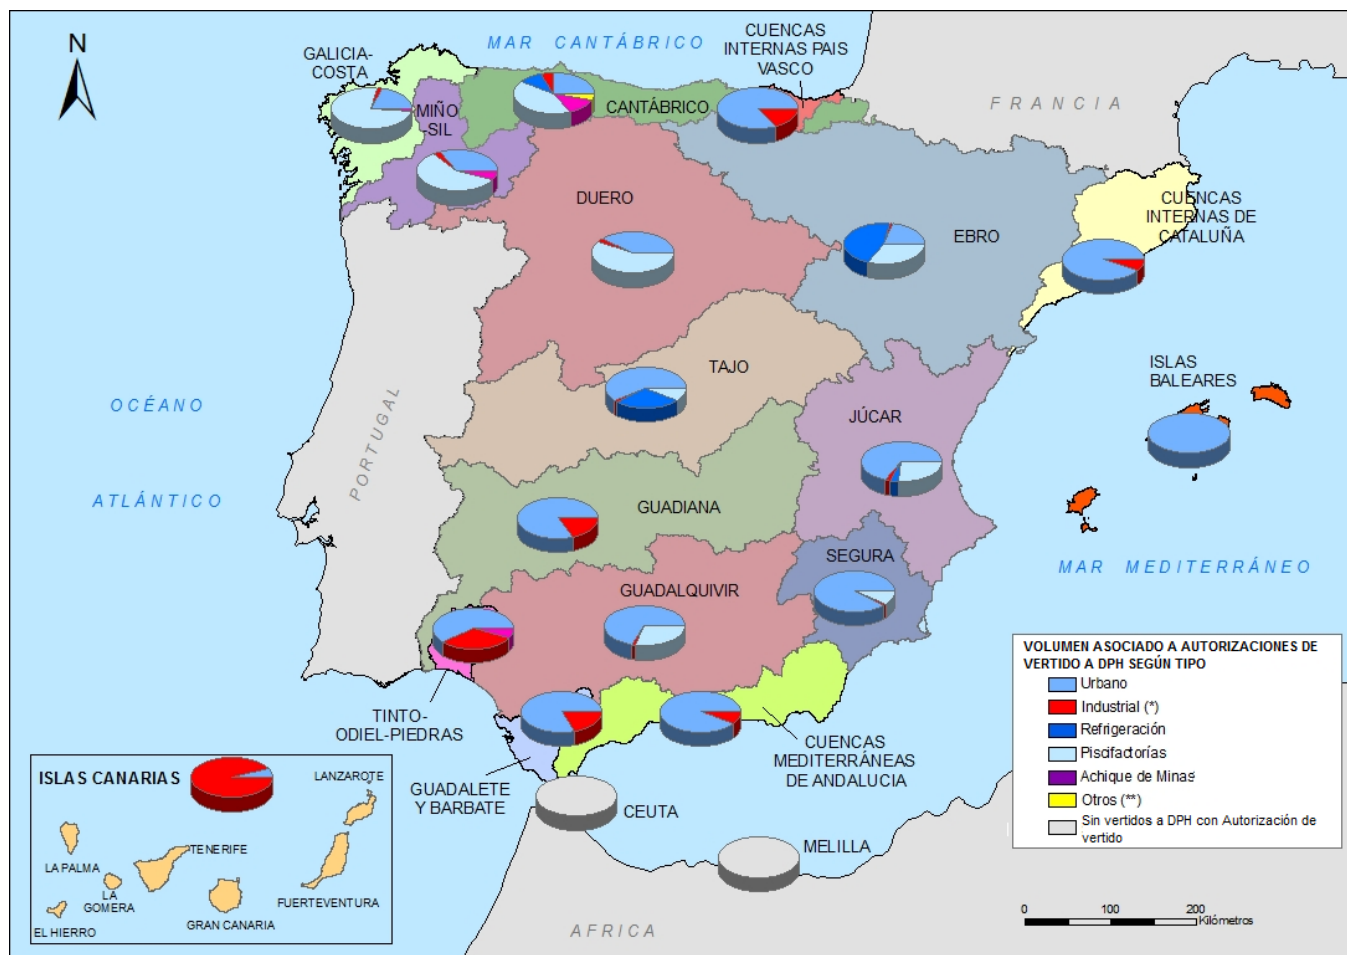 N
MAR CANTÁBRICO
CUENCAS
INTERNAS PAIS
VASCO
GALICIA-
COSTA
FRANCIA
CANTÁBRICO
MIÑO
-SIL
DUERO
EBRO
CUENCAS
INTERNAS DE
CATALUÑA
TAJO
ISLAS
BALEARES
OCÉANO
ATLÁNTICO
PORTUGAL
JÚCAR
GUADIANA
SEGURA
MAR MEDITERRÁNEO
GUADALQUIVIR
TINTO-
ODIEL-PIEDRAS
GUADALETE
Y BARBATE
CUENCAS
MEDITERRÁNEAS
DE ANDALUCIA
CEUTA
MELILLA
AFRICA
ISLAS CANARIAS
LANZAROTE
LA PALMA
TENERIFE
LA
GOMERA
FUERTEVENTURA
EL HIERRO
GRAN CANARIA
VOLUMEN ASOCIADO A AUTORIZACIONES DE
VERTIDO A DPH SEGÚN TIPO
Urbano
Industrial (*)
Refrigeración
Piscifactorías
Achique de Minas
Otros (**)
Sin vertidos a DPH con Autorización de
vertido
0 100 200
Kilómetros